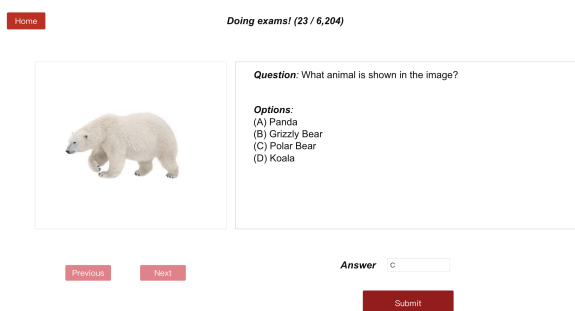 Home
Doing exams! (23 / 6,204)
Question: What animal is shown in the image?
Options:
(A) Panda
(B) Grizzly Bear
(C) Polar Bear
(D) Koala
Previous
Next
Answer
C
Submit